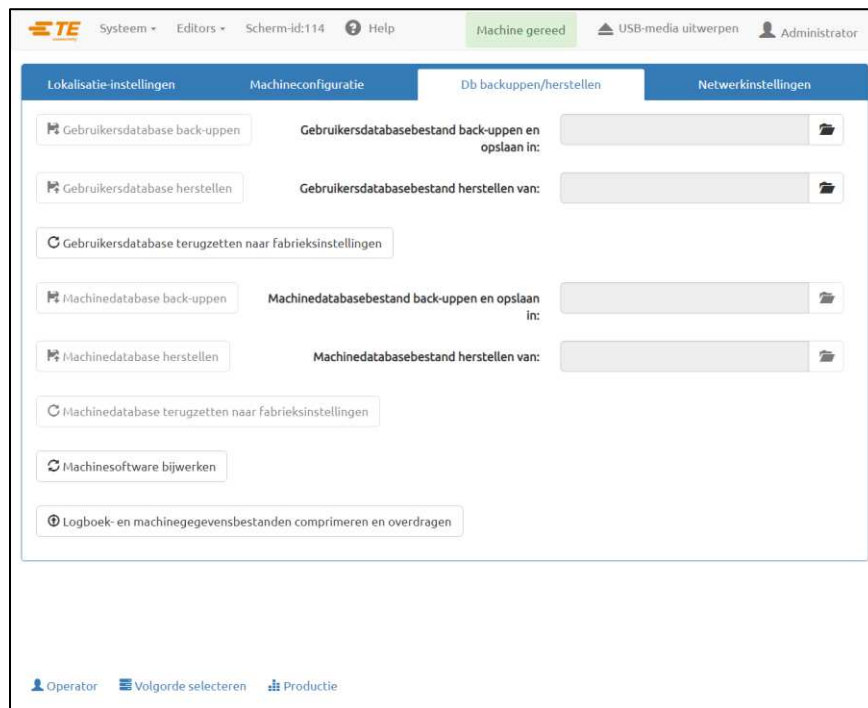 TE
connectivity
Systeem
Editors
Scherm-id:114
Help
Machine gereed
USB-media uitwerpen
Administrator
Lokalisatie-instellingen
Machineconfiguratie
Db backuppen/herstellen
Netwerkinstellingen
Gebruikersdatabase back-uppen
Gebruikersdatabasebestand back-uppen en
opslaan in:
Gebruikersdatabase herstellen
Gebruikersdatabasebestand herstellen van:
Gebruikersdatabase terugzetten naar fabrieksinstellingen
Machinedatabase back-uppen
Machinedatabasebestand back-uppen en opslaan
in:
Machinedatabase herstellen
Machinedatabasebestand herstellen van:
Machinedatabase terugzetten naar fabrieksinstellingen
Machinesoftware bijwerken
Logboek- en machinegegevensbestanden comprimeren en overdragen
Operator
Volgorde selecteren
Productie